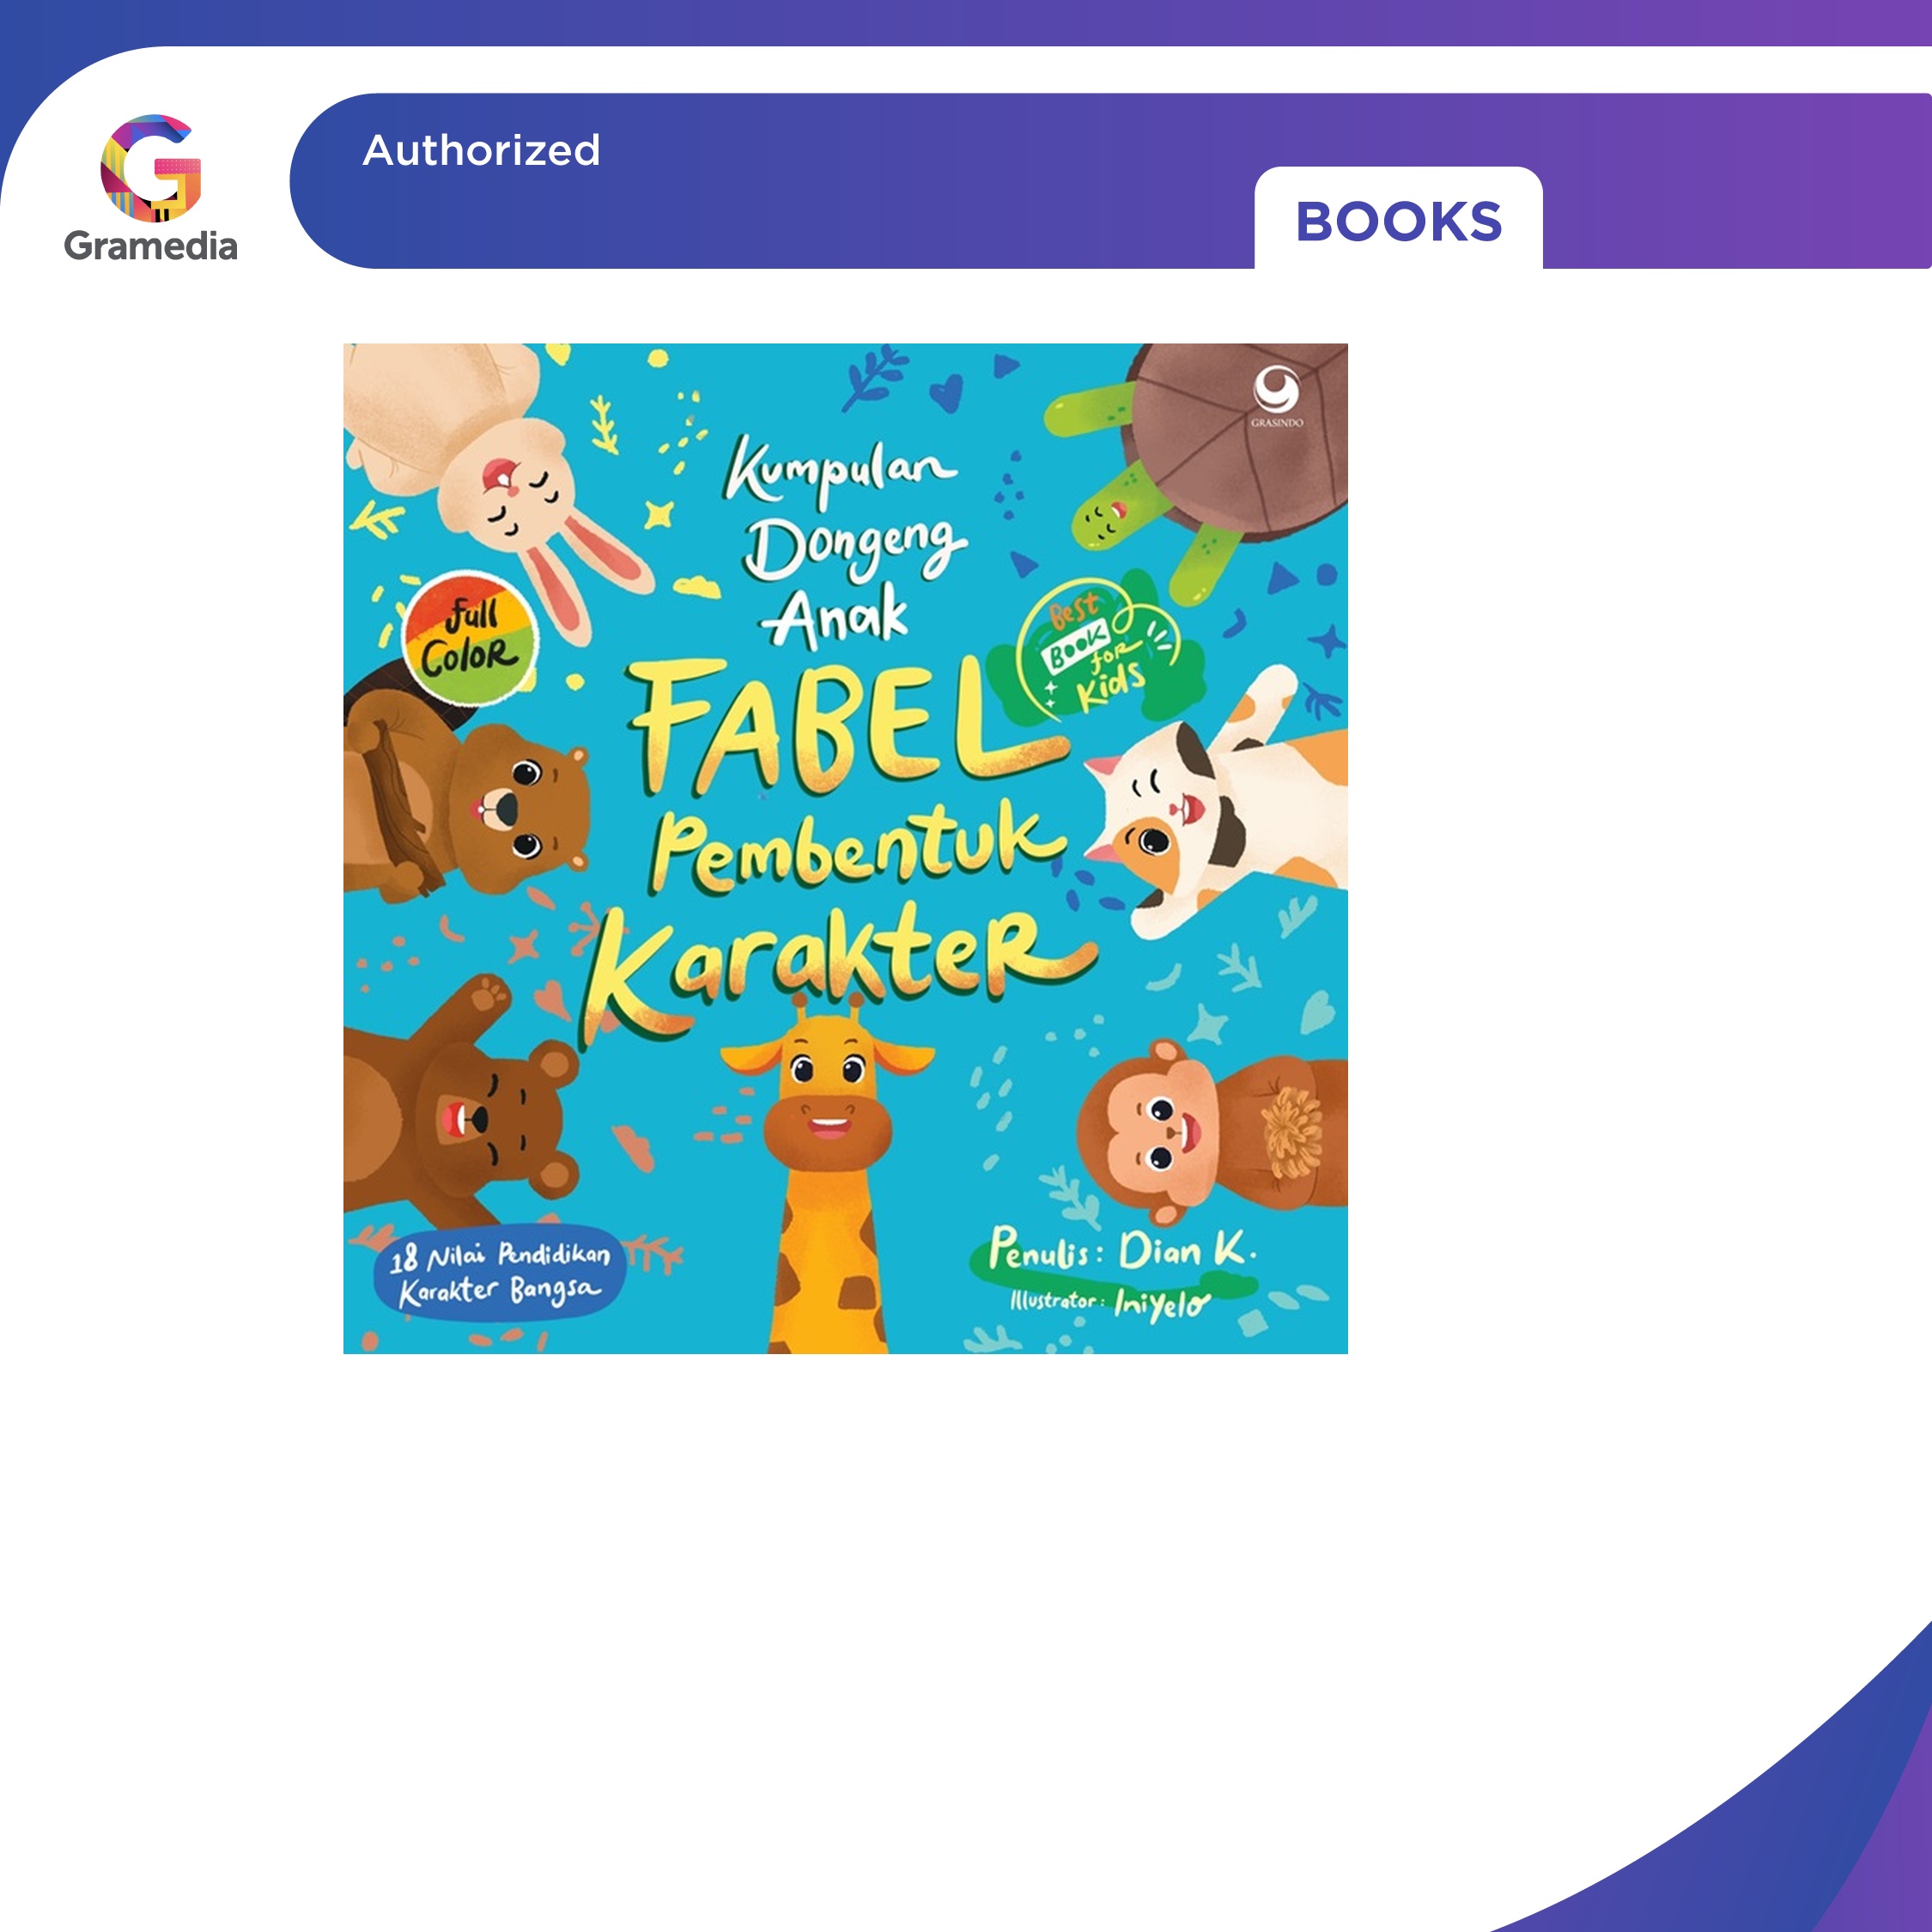 Authorized
BOOKS
Gramedia
GRASINDO
Kumpulan
Dongeng
Anak
Full
Color
Best
Book
for
Kids
FABEL
Pembentuk
Karakter
18 Nilai Pendidikan
Karakter Bangsa
Penulis: Dian K.
Illustrator: Iniyelo